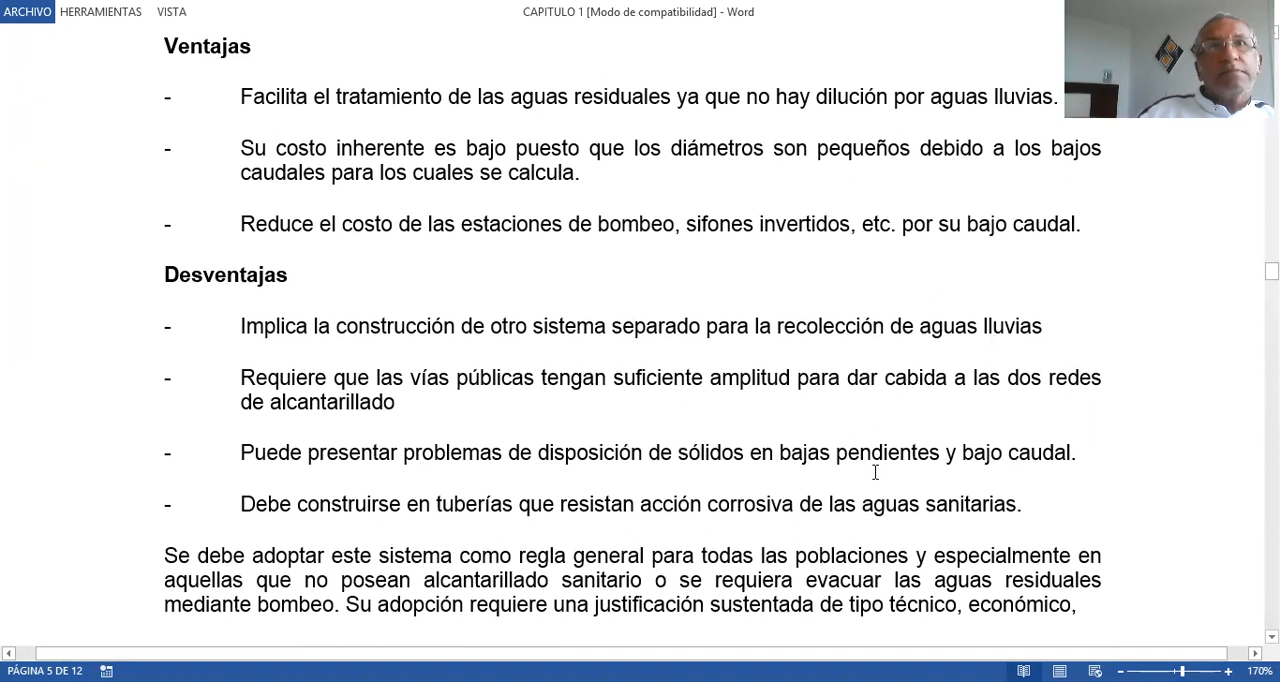 ARCHIVO HERRAMIENTAS VISTA CAPITULO 1 [Modo de compatibilidad] - Word
Ventajas
- Facilita el tratamiento de las aguas residuales ya que no hay dilución por aguas lluvias.
- Su costo inherente es bajo puesto que los diámetros son pequeños debido a los bajos
caudales para los cuales se calcula.
- Reduce el costo de las estaciones de bombeo, sifones invertidos, etc. por su bajo caudal.
Desventajas
- Implica la construcción de otro sistema separado para la recolección de aguas lluvias
- Requiere que las vías públicas tengan suficiente amplitud para dar cabida a las dos redes
de alcantarillado
- Puede presentar problemas de disposición de sólidos en bajas pendientes y bajo caudal.
- Debe construirse en tuberías que resistan acción corrosiva de las aguas sanitarias.
Se debe adoptar este sistema como regla general para todas las poblaciones y especialmente en
aquellas que no posean alcantarillado sanitario o se requiera evacuar las aguas residuales
mediante bombeo. Su adopción requiere una justificación sustentada de tipo técnico, económico,
PÁGINA 5 DE 12 170%